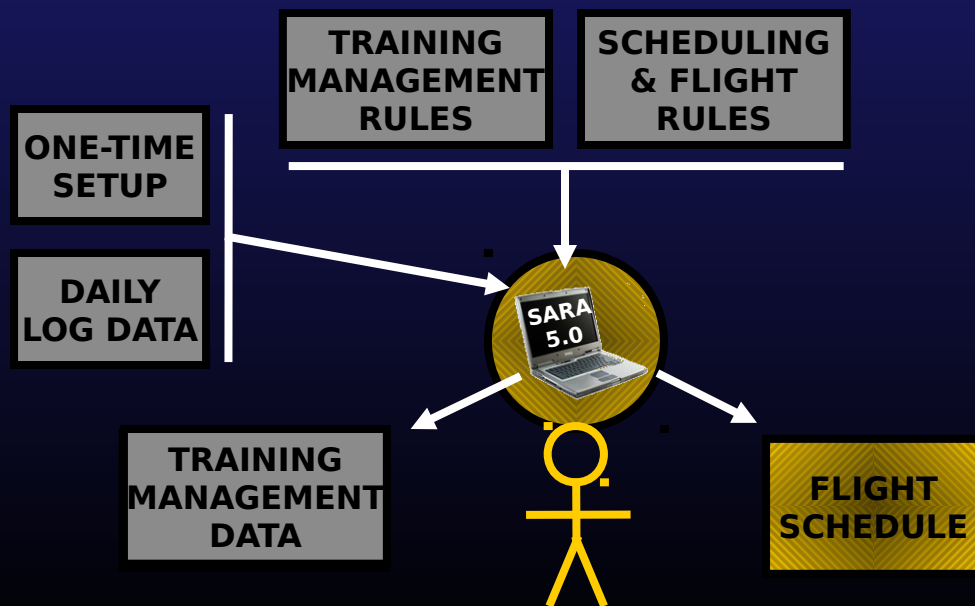 TRAINING
MANAGEMENT
RULES
SCHEDULING
& FLIGHT
RULES
ONE-TIME
SETUP
DAILY
LOG DATA
SARA
5.0
TRAINING
MANAGEMENT
DATA
FLIGHT
SCHEDULE